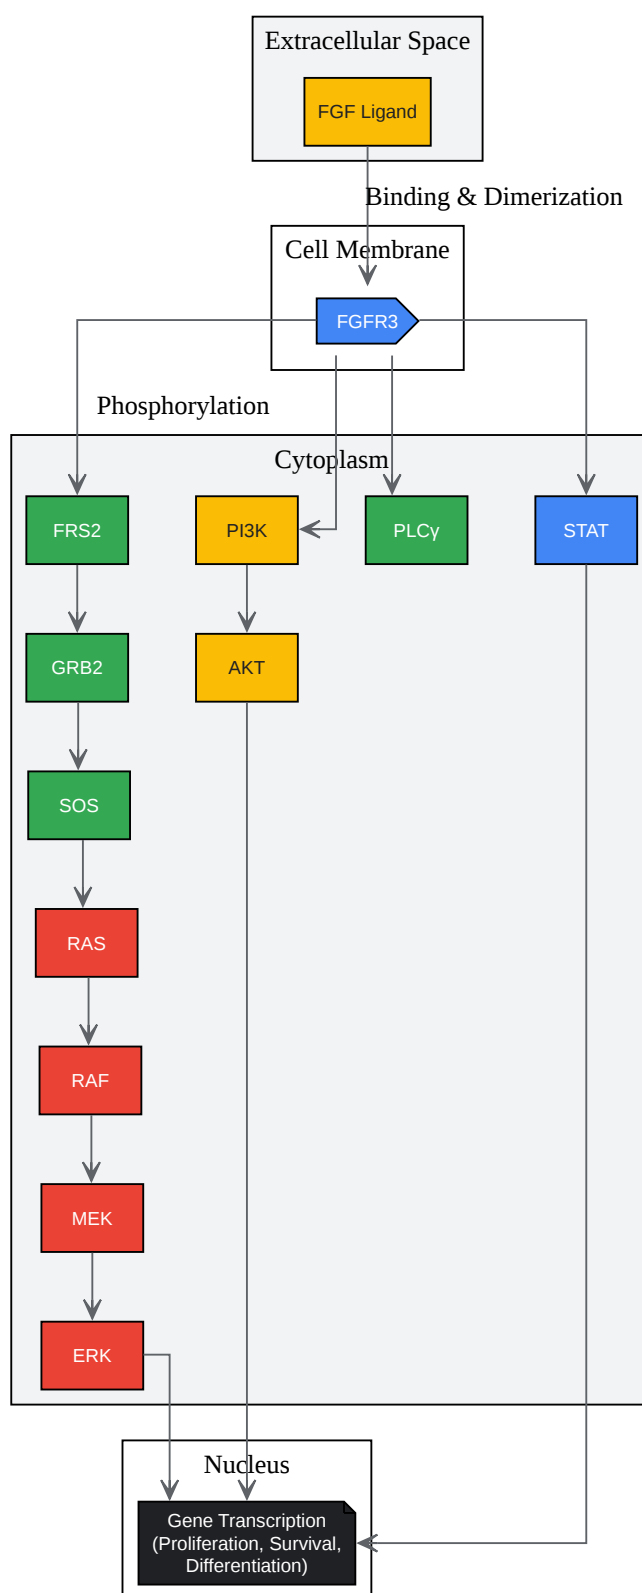 Extracellular Space
FGF Ligand
Binding & Dimerization
Cell Membrane
FGFR3
Phosphorylation
Cytoplasm
FRS2
PI3K
PLCγ
STAT
GRB2
AKT
SOS
RAS
RAF
MEK
ERK
Nucleus
Gene Transcription
(Proliferation, Survival,
Differentiation)